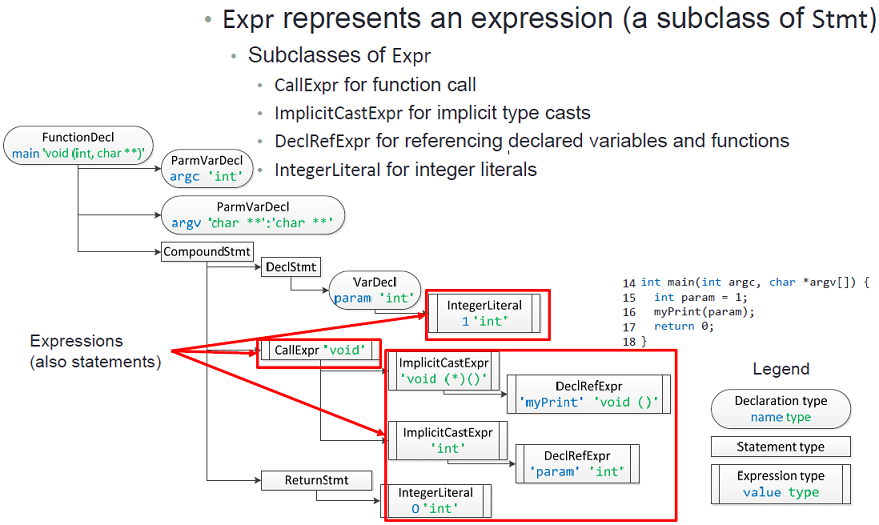 • Expr represents an expression (a subclass of Stmt)
• Subclasses of Expr
• CallExpr for function call
• ImplicitCastExpr for implicit type casts
• DeclRefExpr for referencing declared variables and functions
• IntegerLiteral for integer literals
FunctionDecl
main 'void (int, char **)'
ParmVarDecl
argc 'int'
ParmVarDecl
argv 'char **':'char **'
CompoundStmt
DeclStmt
VarDecl
param 'int'
IntegerLiteral
1 'int'
Expressions
(also statements)
CallExpr 'void'
ImplicitCastExpr
'void (*)()'
DeclRefExpr
'myPrint' 'void ()'
ImplicitCastExpr
'int'
DeclRefExpr
'param' 'int'
ReturnStmt
IntegerLiteral
0 'int'
14 int main(int argc, char *argv[]) {
15 int param = 1;
16 myPrint(param);
17 return 0;
18 }
Legend
Declaration type
name type
Statement type
Expression type
value type